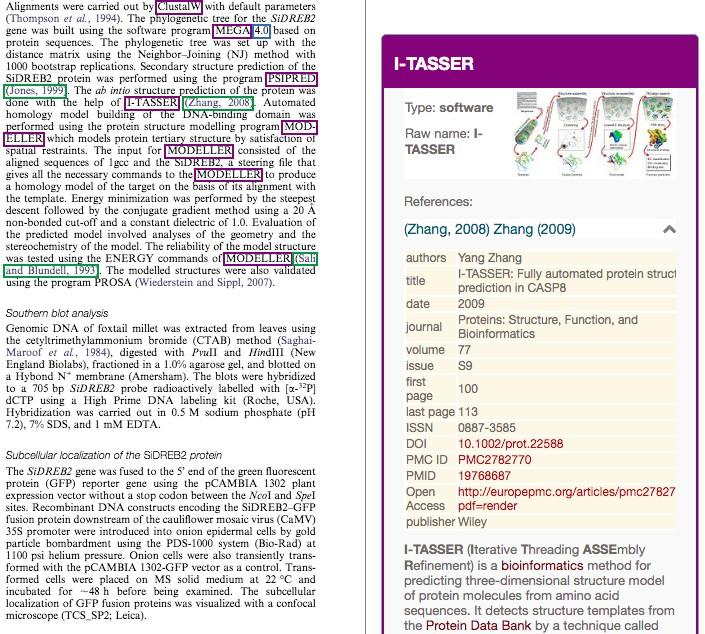 Alignments were carried out by ClustalW with default parameters
(Thompson et al., 1994). The phylogenetic tree for the SiDREB2
gene was built using the software program MEGA 4.0 based on
protein sequences. The phylogenetic tree was set up with the
distance matrix using the Neighbor–Joining (NJ) method with
1000 bootstrap replications. Secondary structure prediction of the
SiDREB2 protein was performed using the program PSIPRED
(Jones, 1999). The ab intio structure prediction of the protein was
done with the help of I-TASSER (Zhang, 2008). Automated
homology model building of the DNA-binding domain was
performed using the protein structure modelling program MOD-
ELLER which models protein tertiary structure by satisfaction of
spatial restraints. The input for MODELLER consisted of the
aligned sequences of 1gcc and the SiDREB2, a steering file that
gives all the necessary commands to the MODELLER to produce
a homology model of the target on the basis of its alignment with
the template. Energy minimization was performed by the steepest
descent followed by the conjugate gradient method using a 20 Å
non-bonded cut-off and a constant dielectric of 1.0. Evaluation of
the predicted model involved analyses of the geometry and the
stereochemistry of the model. The reliability of the model structure
was tested using the ENERGY commands of MODELLER (Sali
and Blundell, 1993). The modelled structures were also validated
using the program PROSA (Wiederstein and Sippl, 2007).
Southern blot analysis
Genomic DNA of foxtail millet was extracted from leaves using
the cetyltrimethylammonium bromide (CTAB) method (Saghai-
Maroof et al., 1984), digested with PvuII and HindIII (New
England Biolabs), fractioned in a 1.0% agarose gel, and blotted on
a Hybond N+ membrane (Amersham). The blots were hybridized
to a 705 bp SiDREB2 probe radioactively labelled with [α-32P]
dCTP using a High Prime DNA labeling kit (Roche, USA).
Hybridization was carried out in 0.5 M sodium phosphate (pH
7.2), 7% SDS, and 1 mM EDTA.
Subcellular localization of the SiDREB2 protein
The SiDREB2 gene was fused to the 5' end of the green fluorescent
protein (GFP) reporter gene using the pCAMBIA 1302 plant
expression vector without a stop codon between the NcoI and SpeI
sites. Recombinant DNA constructs encoding the SiDREB2–GFP
fusion protein downstream of the cauliflower mosaic virus (CaMV)
35S promoter were introduced into onion epidermal cells by gold
particle bombardment using the PDS-1000 system (Bio-Rad) at
1100 psi helium pressure. Onion cells were also transiently trans-
formed with the pCAMBIA 1302-GFP vector as a control. Trans-
formed cells were placed on MS solid medium at 22 °C and
incubated for ~48 h before being examined. The subcellular
localization of GFP fusion proteins was visualized with a confocal
microscope (TCS_SP2; Leica).
I-TASSER
Type: software
Raw name: I-
TASSER
References:
(Zhang, 2008) Zhang (2009)
authors Yang Zhang
title I-TASSER: Fully automated protein struct
prediction in CASP8
date 2009
journal Proteins: Structure, Function, and
Bioinformatics
volume 77
issue S9
first
page 100
last page 113
ISSN 0887-3585
DOI 10.1002/prot.22588
PMC ID PMC2782770
PMID 19768687
Open
Access http://europepmc.org/articles/pmc27827
pdf=render
publisher Wiley
I-TASSER (Iterative Threading ASSEmbly
Refinement) is a bioinformatics method for
predicting three-dimensional structure model
of protein molecules from amino acid
sequences. It detects structure templates from
the Protein Data Bank by a technique called